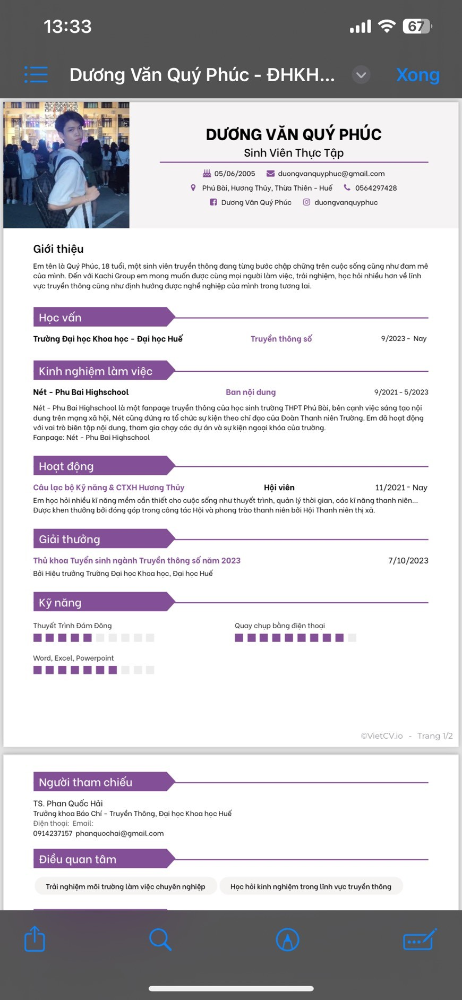 13:33
67
Dương Văn Quý Phúc - ĐHKH...
Xong
DƯƠNG VĂN QUÝ PHÚC
Sinh Viên Thực Tập
05/06/2005 duongvanquyphuc@gmail.com
Phú Bài, Hương Thủy, Thừa Thiên - Huế 0564297428
Dương Văn Quý Phúc duongvanquyphuc
Giới thiệu
Em tên là Quý Phúc, 18 tuổi, một sinh viên truyền thông đang từng bước chập chững trên cuộc sống cũng như đam mê
của mình. Đến với Kachi Group em mong muốn được cùng mọi người làm việc, trải nghiệm, học hỏi nhiều hơn về lĩnh
vực truyền thông cũng như định hướng được nghề nghiệp của mình trong tương lai.
Học vấn
Trường Đại học Khoa học - Đại học Huế Truyền thông số 9/2023 - Nay
Kinh nghiệm làm việc
Nét - Phu Bai Highschool Ban nội dung 9/2021 - 5/2023
Nét - Phu Bai Highschool là một fanpage truyền thông của học sinh trường THPT Phú Bài, bên cạnh việc sáng tạo nội
dung trên mạng xã hội, Nét cũng đứng ra tổ chức sự kiện theo chỉ đạo của Đoàn Thanh niên Trường. Em đã hoạt động
với vai trò biên tập nội dung, tham gia chạy các dự án và sự kiện ngoại khóa của trường.
Fanpage: Nét - Phu Bai Highschool
Hoạt động
Câu lạc bộ Kỹ năng & CTXH Hương Thủy Hội viên 11/2021 - Nay
Em học hỏi nhiều kĩ năng mềm cần thiết cho cuộc sống như thuyết trình, quản lý thời gian, các kĩ năng thanh niên...
Được khen thưởng bởi đóng góp trong công tác Hội và phong trào thanh niên bởi Hội Thanh niên thị xã.
Giải thưởng
Thủ khoa Tuyển sinh ngành Truyền thông số năm 2023 7/10/2023
Bởi Hiệu trưởng Trường Đại học Khoa học, Đại học Huế
Kỹ năng
Thuyết Trình Đám Đông Quay chụp bằng điện thoại
Word, Excel, Powerpoint
©VietCV.io - Trang 1/2
Người tham chiếu
TS. Phan Quốc Hải
Trưởng khoa Báo Chí - Truyền Thông, Đại học Khoa học Huế
Điện thoại: Email:
0914237157 phanquochai@gmail.com
Điều quan tâm
Trải nghiệm môi trường làm việc chuyên nghiệp Học hỏi kinh nghiệm trong lĩnh vực truyền thông